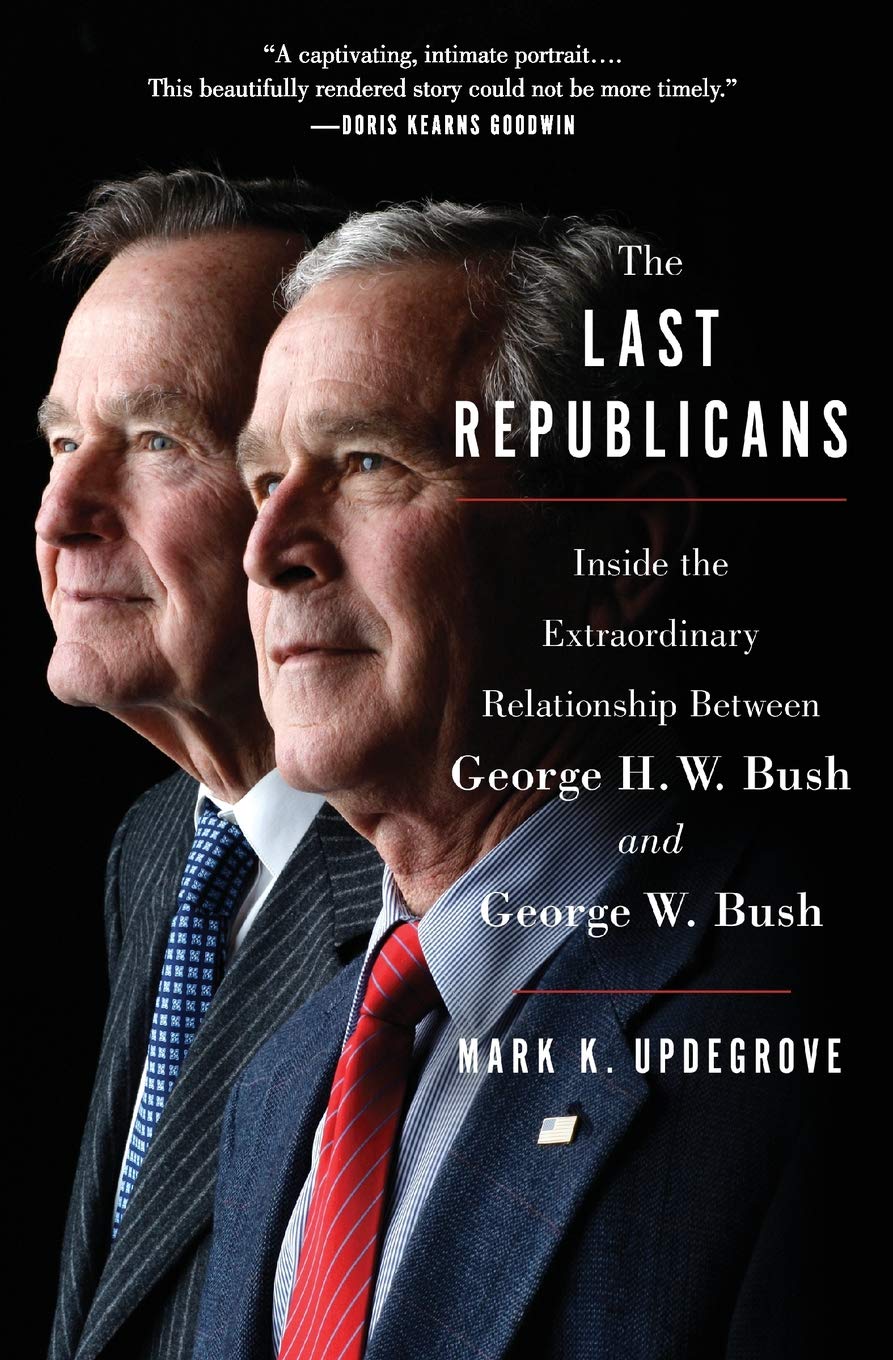 “A captivating, intimate portrait….
This beautifully rendered story could not be more timely.”
—DORIS KEARNS GOODWIN
The
LAST
REPUBLICANS
Inside the
Extraordinary
Relationship Between
George H. W. Bush
and
George W. Bush
MARK K. UPDEGROVE